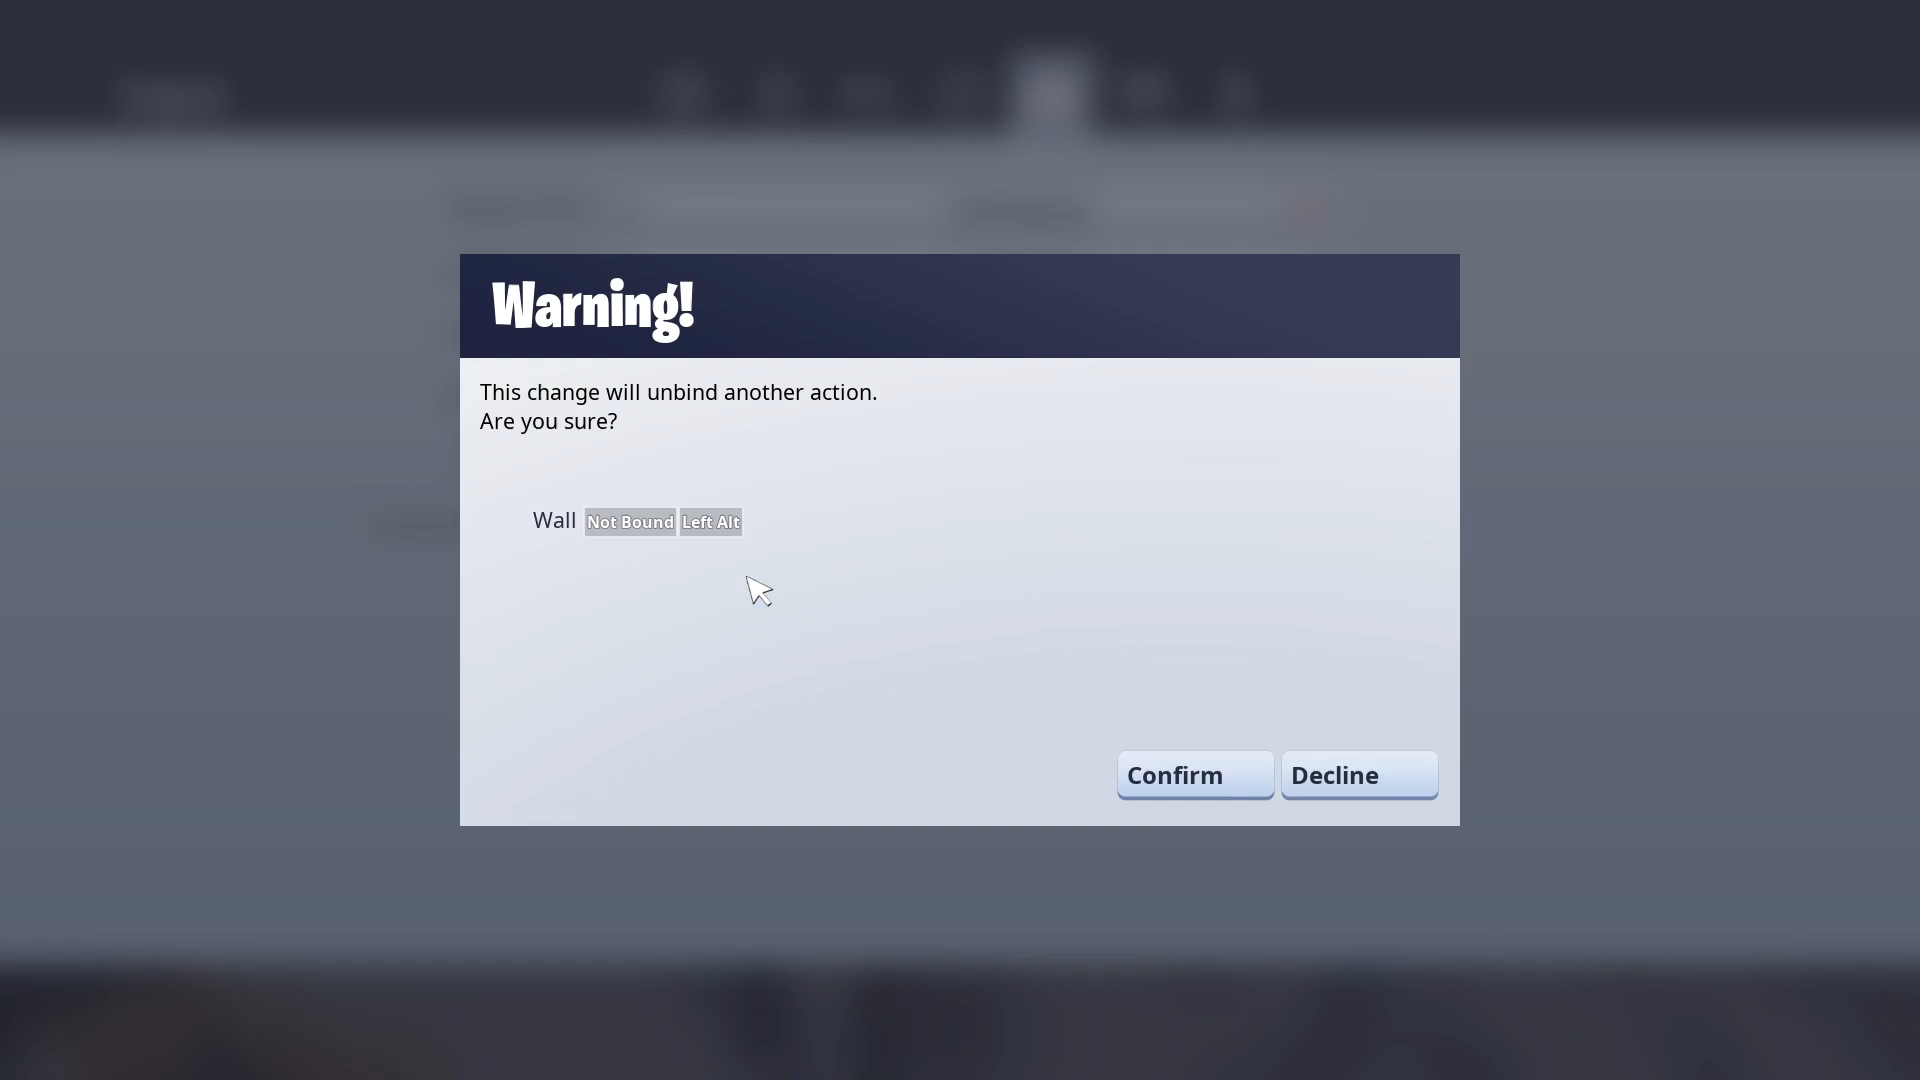 Warning!
This change will unbind another action.
Are you sure?
Wall Not Bound Left Alt
Confirm Decline